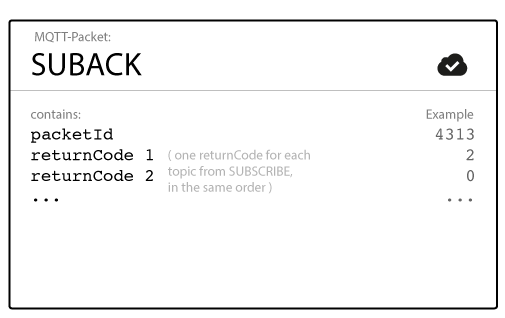 MQTT-Packet:
SUBACK
contains: Example
packetId 4313
returnCode 1 ( one returnCode for each 2
returnCode 2 topic from SUBSCRIBE, 0
in the same order )
... ...